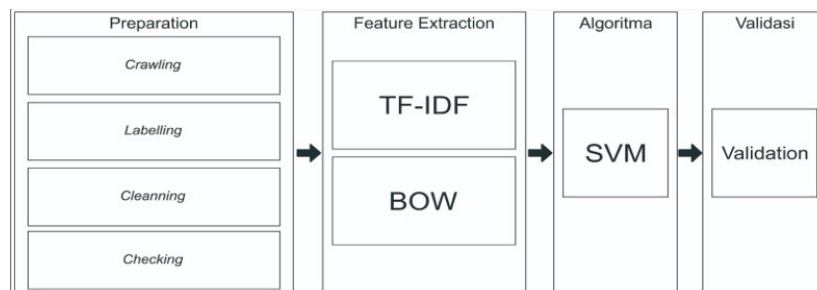 Preparation
Crawling
Labelling
Cleanning
Checking
Feature Extraction
TF-IDF
BOW
Algoritma
SVM
Validasi
Validation